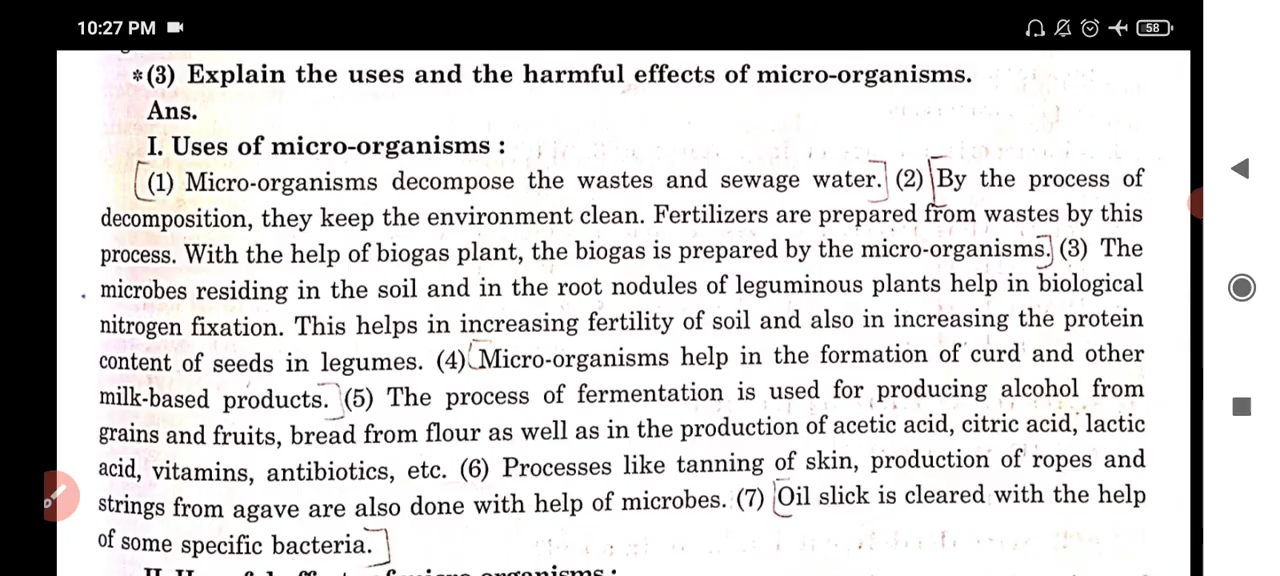 10:27 PM
58
*(3) Explain the uses and the harmful effects of micro-organisms.
Ans.
I. Uses of micro-organisms :
(1) Micro-organisms decompose the wastes and sewage water. (2) By the process of
decomposition, they keep the environment clean. Fertilizers are prepared from wastes by this
process. With the help of biogas plant, the biogas is prepared by the micro-organisms. (3) The
microbes residing in the soil and in the root nodules of leguminous plants help in biological
nitrogen fixation. This helps in increasing fertility of soil and also in increasing the protein
content of seeds in legumes. (4) Micro-organisms help in the formation of curd and other
milk-based products. (5) The process of fermentation is used for producing alcohol from
grains and fruits, bread from flour as well as in the production of acetic acid, citric acid, lactic
acid, vitamins, antibiotics, etc. (6) Processes like tanning of skin, production of ropes and
strings from agave are also done with help of microbes. (7) Oil slick is cleared with the help
of some specific bacteria.